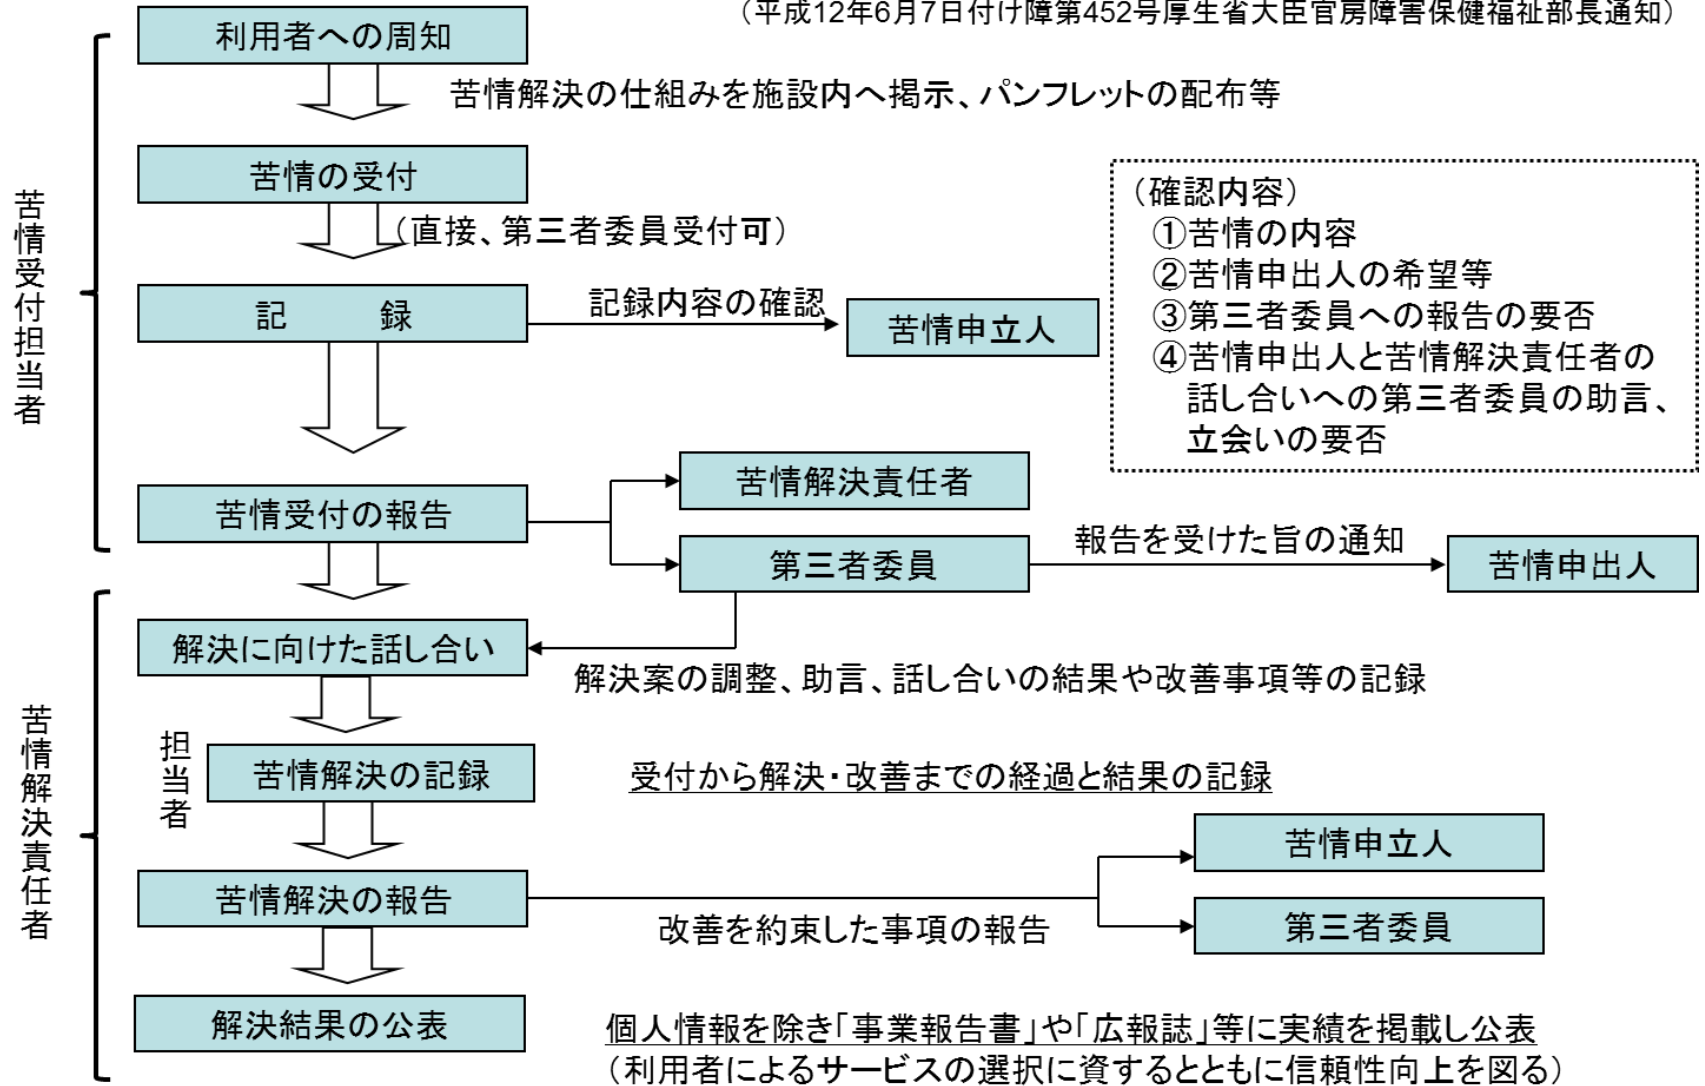 （平成12年6月7日付け障第452号厚生省大臣官房障害保健福祉部長通知）
利用者への周知
苦情解決の仕組みを施設内へ掲示、パンフレットの配布等
苦情受付担当者
苦情の受付
（直接、第三者委員受付可）
（確認内容）
①苦情の内容
②苦情申出人の希望等
③第三者委員への報告の要否
④苦情申出人と苦情解決責任者の
話し合いへの第三者委員の助言、
立会いの要否
記　　録
記録内容の確認
苦情申立人
苦情受付の報告
苦情解決責任者
第三者委員
報告を受けた旨の通知
苦情申出人
苦情解決責任者
解決に向けた話し合い
解決案の調整、助言、話し合いの結果や改善事項等の記録
担当者
苦情解決の記録
受付から解決・改善までの経過と結果の記録
苦情解決の報告
改善を約束した事項の報告
苦情申立人
第三者委員
解決結果の公表
個人情報を除き「事業報告書」や「広報誌」等に実績を掲載し公表
（利用者によるサービスの選択に資するとともに信頼性向上を図る）